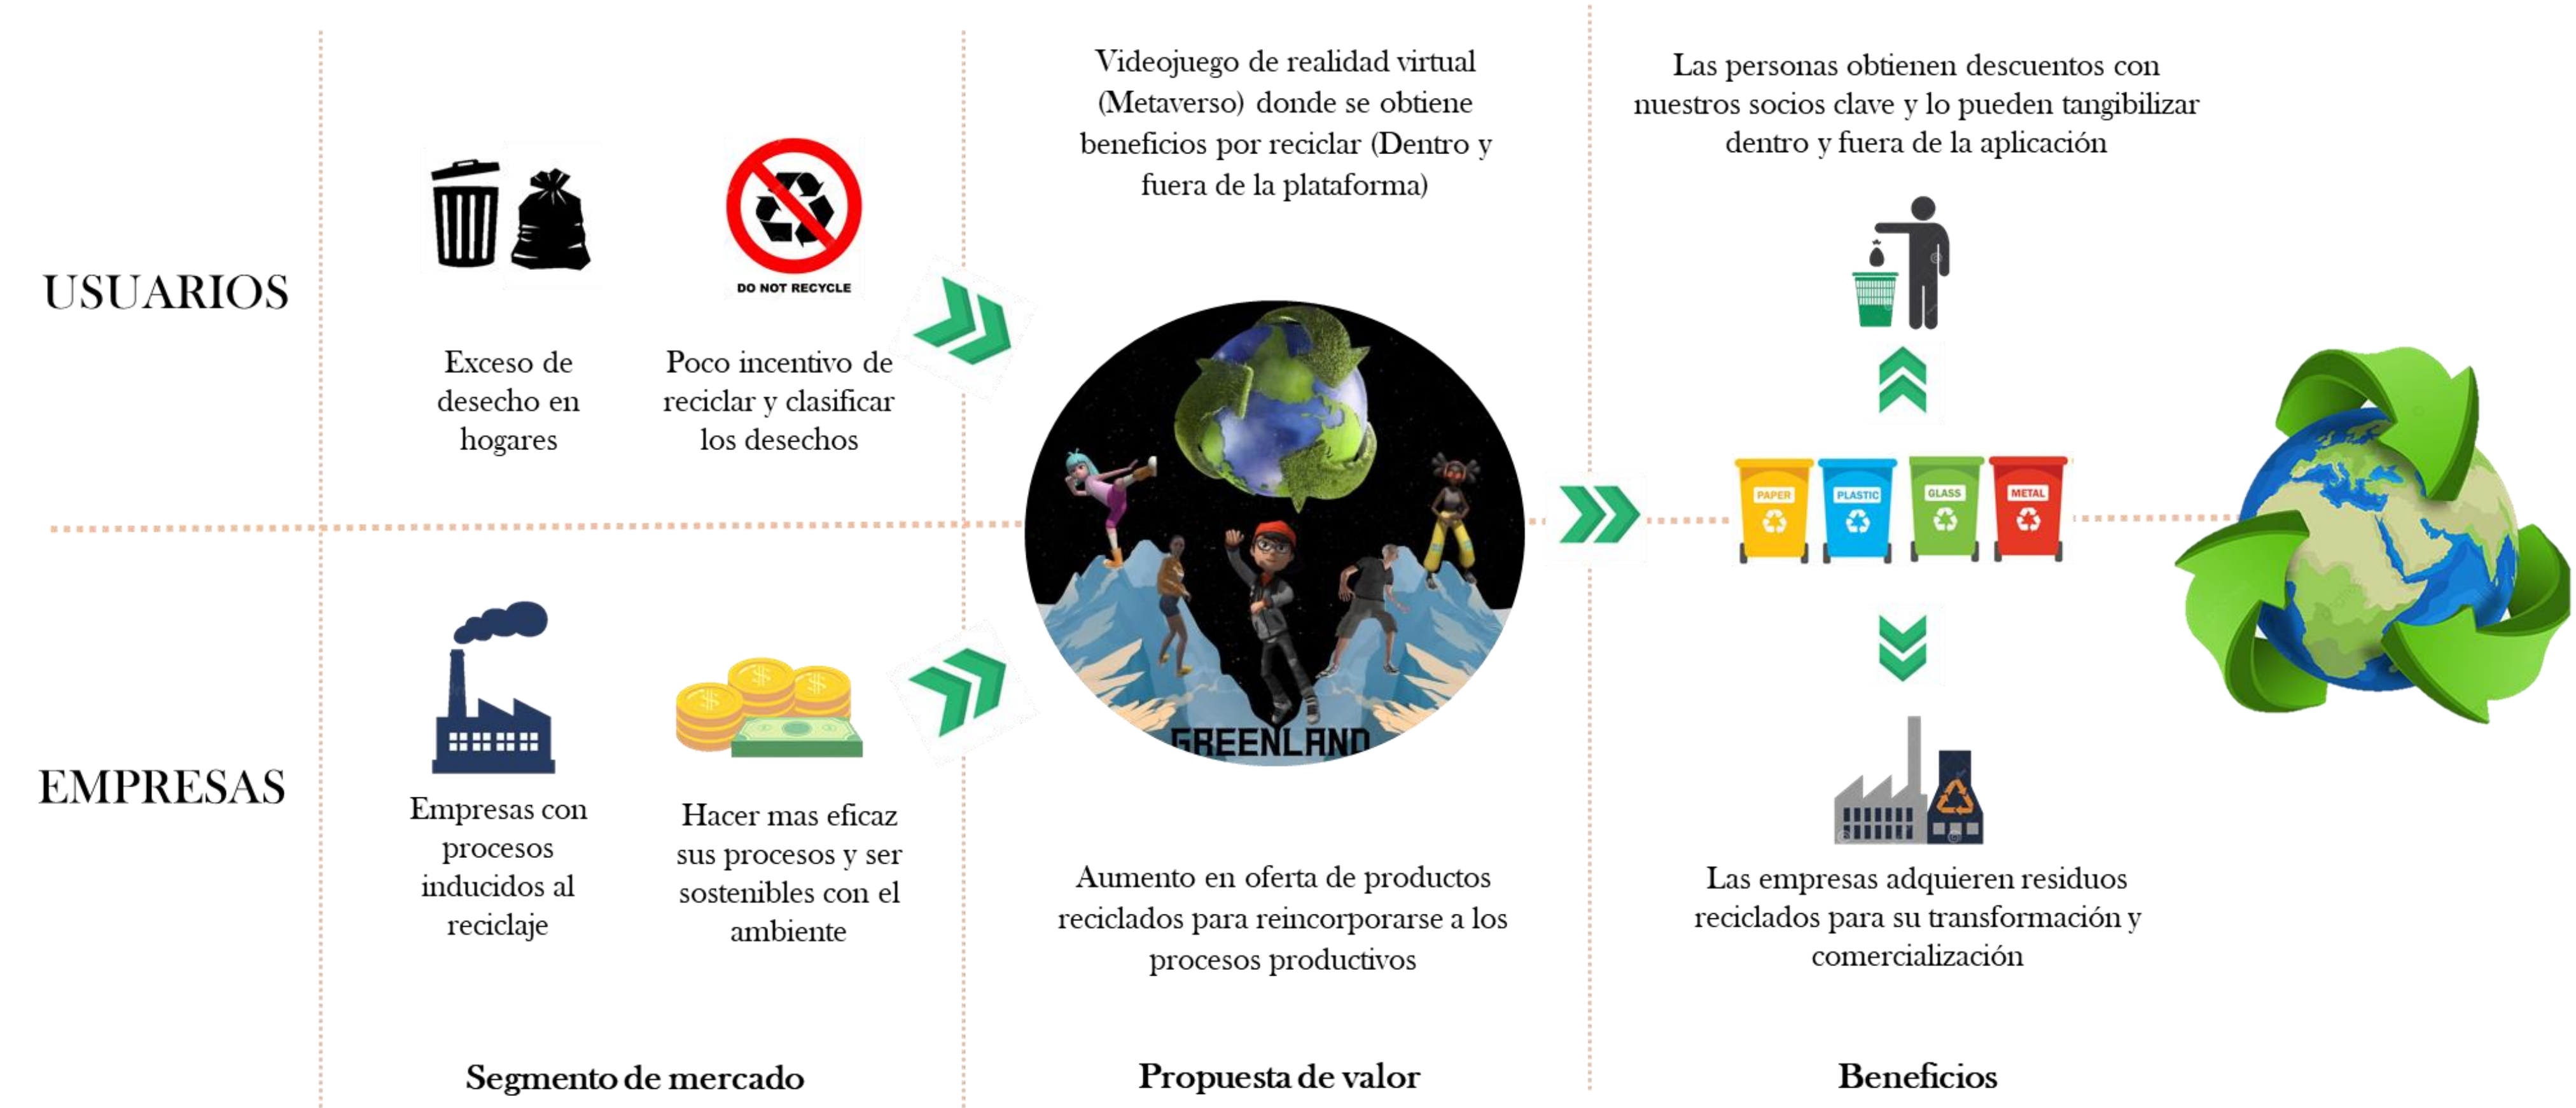 USUARIOS
DO NOT RECYCLE
Exceso de
desecho en
hogares
Poco incentivo de
reciclar y clasificar
los desechos
Videojuego de realidad virtual
(Metaverso) donde se obtiene
beneficios por reciclar (Dentro y
fuera de la plataforma)
Las personas obtienen descuentos con
nuestros socios clave y lo pueden tangibilizar
dentro y fuera de la aplicación
PAPER
PLASTIC
GLASS
METAL
GREENLAND
EMPRESAS
Empresas con
procesos
inducidos al
reciclaje
Hacer mas eficaz
sus procesos y ser
sostenibles con el
ambiente
Aumento en oferta de productos
reciclados para reincorporarse a los
procesos productivos
Las empresas adquieren residuos
reciclados para su transformación y
comercialización
Segmento de mercado
Propuesta de valor
Beneficios